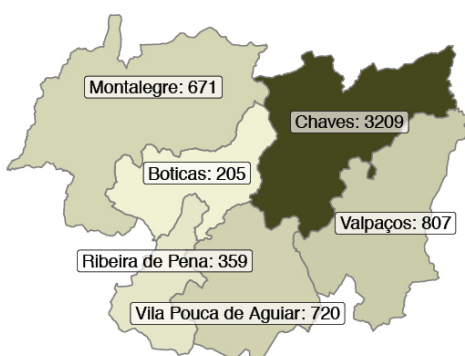 Montalegre: 671
Chaves: 3209
Boticas: 205
Valpaços: 807
Ribeira de Pena: 359
Vila Pouca de Aguiar: 720